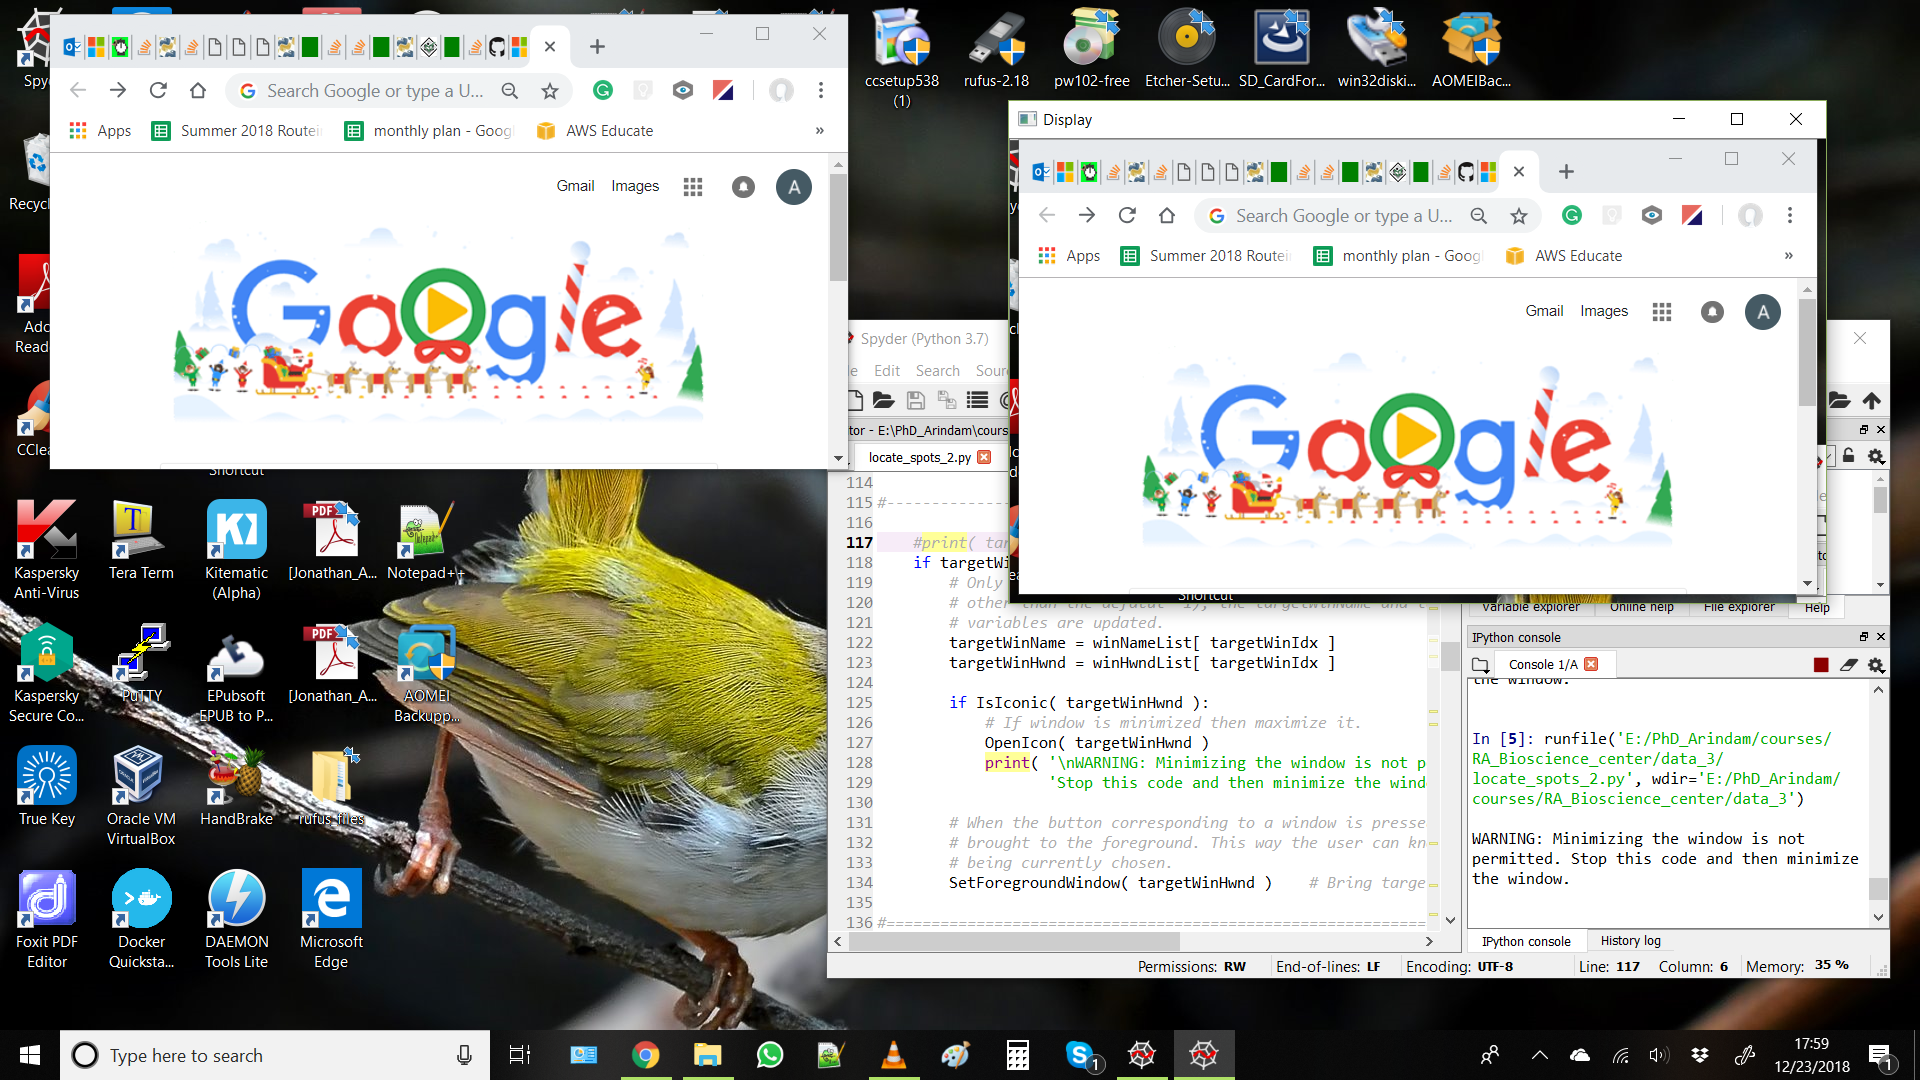 Spyd
Recycl
Ado
Reade
CClea
Shortcut
ccsetup538
(1)
rufus-2.18
pw102-free
Etcher-Setu...
SD_CardFor...
win32diski...
AOMEIBac...
Search Google or type a U...
Apps
Summer 2018 Routei
monthly plan - Goog
AWS Educate
»
Gmail
Images
A
Google
Display
Search Google or type a U...
Apps
Summer 2018 Routei
monthly plan - Goog
AWS Educate
»
Gmail
Images
A
Google
Shortcut
Spyder (Python 3.7)
Edit
Search
Sour
tor - E:\PhD_Arindam\cours
locate_spots_2.py
114
115 #-------------
116
117 #print( tar
118 if targetWi
119 # Only
120
121 # variables are updated.
122 targetWinName = winNameList[ targetWinIdx ]
123 targetWinHwnd = winHwndList[ targetWinIdx ]
124
125 if IsIconic( targetWinHwnd ):
126 # If window is minimized then maximize it.
127 OpenIcon( targetWinHwnd )
128 print( '\nWARNING: Minimizing the window is not p
129 'Stop this code and then minimize the wind
130
131 # When the button corresponding to a window is presse
132 # brought to the foreground. This way the user can kn
133 # being currently chosen.
134 SetForegroundWindow( targetWinHwnd ) # Bring targe
135
136 #=============================================
Variable explorer
Online help
File explorer
Help
IPython console
Console 1/A
the window.
In [5]: runfile('E:/PhD_Arindam/courses/
RA_Bioscience_center/data_3/
locate_spots_2.py', wdir='E:/PhD_Arindam/
courses/RA_Bioscience_center/data_3')
WARNING: Minimizing the window is not
permitted. Stop this code and then minimize
the window.
IPython console
History log
Permissions: RW
End-of-lines: LF
Encoding: UTF-8
Line: 117
Column: 6
Memory: 35 %
Kaspersky
Anti-Virus
Tera Term
Kitematic
(Alpha)
PDF
[Jonathan_A...
Notepad++
Kaspersky
Secure Co...
PuTTY
EPubsoft
EPUB to P...
PDF
[Jonathan_A...
AOMEI
Backupp...
True Key
Oracle VM
VirtualBox
HandBrake
rufus_files
Foxit PDF
Editor
Docker
Quicksta...
DAEMON
Tools Lite
Microsoft
Edge
Type here to search
1
17:59
12/23/2018
1